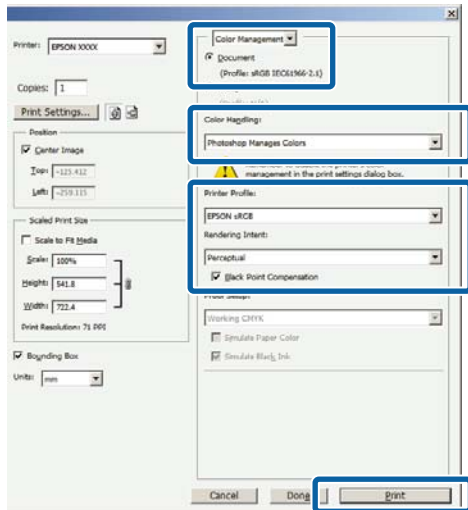 Printer: EPSON XXXX
Copies: 1
Print Settings...
Position
Center Image
Top: -125.412
Left: -259.115
Scaled Print Size
Scale to Fit Media
Scale: 100%
Height: 541.8
Width: 722.4
Print Resolution: 71 PPI
Bounding Box
Units: mm
Color Management
Document
(Profile: sRGB IEC61966-2.1)
Color Handling:
Photoshop Manages Colors
management in the print settings dialog box.
Printer Profile:
EPSON sRGB
Rendering Intent:
Perceptual
Black Point Compensation
Proof Setup:
Working CMYK
Simulate Paper Color
Simulate Black Ink
Cancel
Done
Print